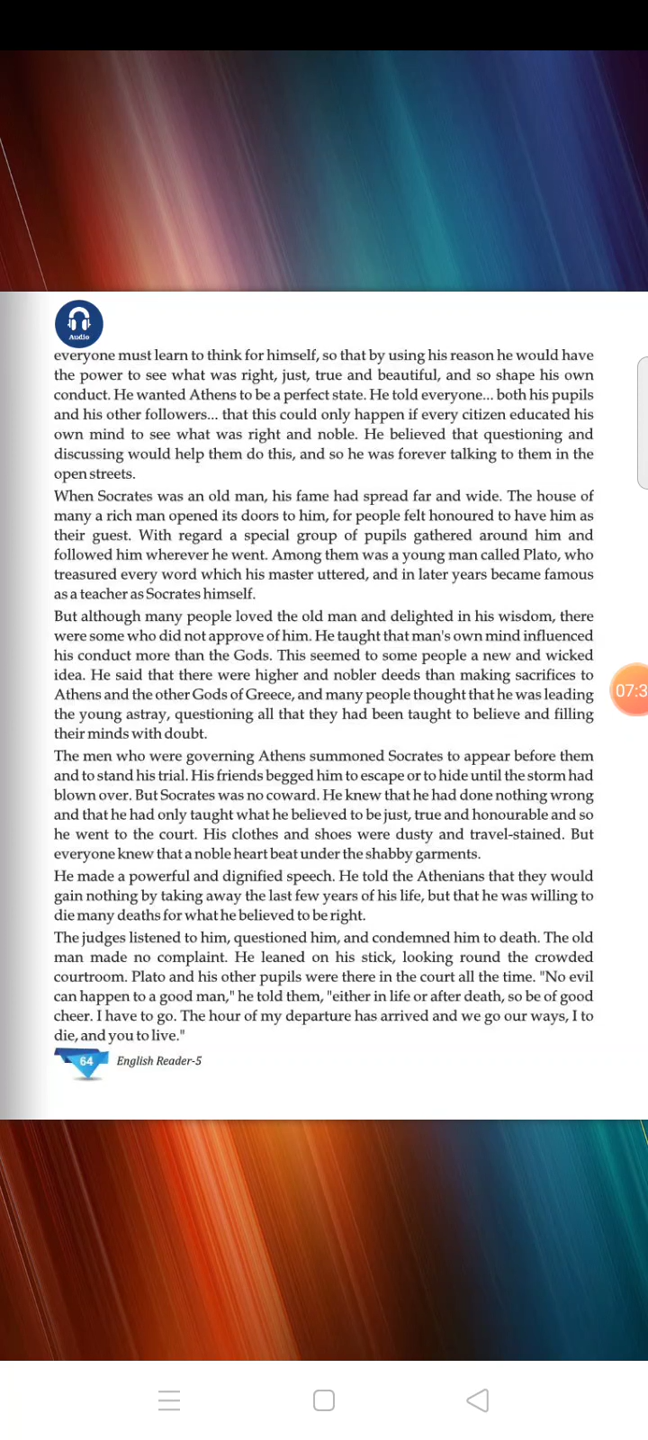 Audio
everyone must learn to think for himself, so that by using his reason he would have
the power to see what was right, just, true and beautiful, and so shape his own
conduct. He wanted Athens to be a perfect state. He told everyone... both his pupils
and his other followers... that this could only happen if every citizen educated his
own mind to see what was right and noble. He believed that questioning and
discussing would help them do this, and so he was forever talking to them in the
open streets.
When Socrates was an old man, his fame had spread far and wide. The house of
many a rich man opened its doors to him, for people felt honoured to have him as
their guest. With regard a special group of pupils gathered around him and
followed him wherever he went. Among them was a young man called Plato, who
treasured every word which his master uttered, and in later years became famous
as a teacher as Socrates himself.
But although many people loved the old man and delighted in his wisdom, there
were some who did not approve of him. He taught that man's own mind influenced
his conduct more than the Gods. This seemed to some people a new and wicked
idea. He said that there were higher and nobler deeds than making sacrifices to
Athens and the other Gods of Greece, and many people thought that he was leading
the young astray, questioning all that they had been taught to believe and filling
their minds with doubt.
The men who were governing Athens summoned Socrates to appear before them
and to stand his trial. His friends begged him to escape or to hide until the storm had
blown over. But Socrates was no coward. He knew that he had done nothing wrong
and that he had only taught what he believed to be just, true and honourable and so
he went to the court. His clothes and shoes were dusty and travel-stained. But
everyone knew that a noble heart beat under the shabby garments.
He made a powerful and dignified speech. He told the Athenians that they would
gain nothing by taking away the last few years of his life, but that he was willing to
die many deaths for what he believed to be right.
The judges listened to him, questioned him, and condemned him to death. The old
man made no complaint. He leaned on his stick, looking round the crowded
courtroom. Plato and his other pupils were there in the court all the time. "No evil
can happen to a good man," he told them, "either in life or after death, so be of good
cheer. I have to go. The hour of my departure has arrived and we go our ways, I to
die, and you to live."
64 English Reader-5
07:3